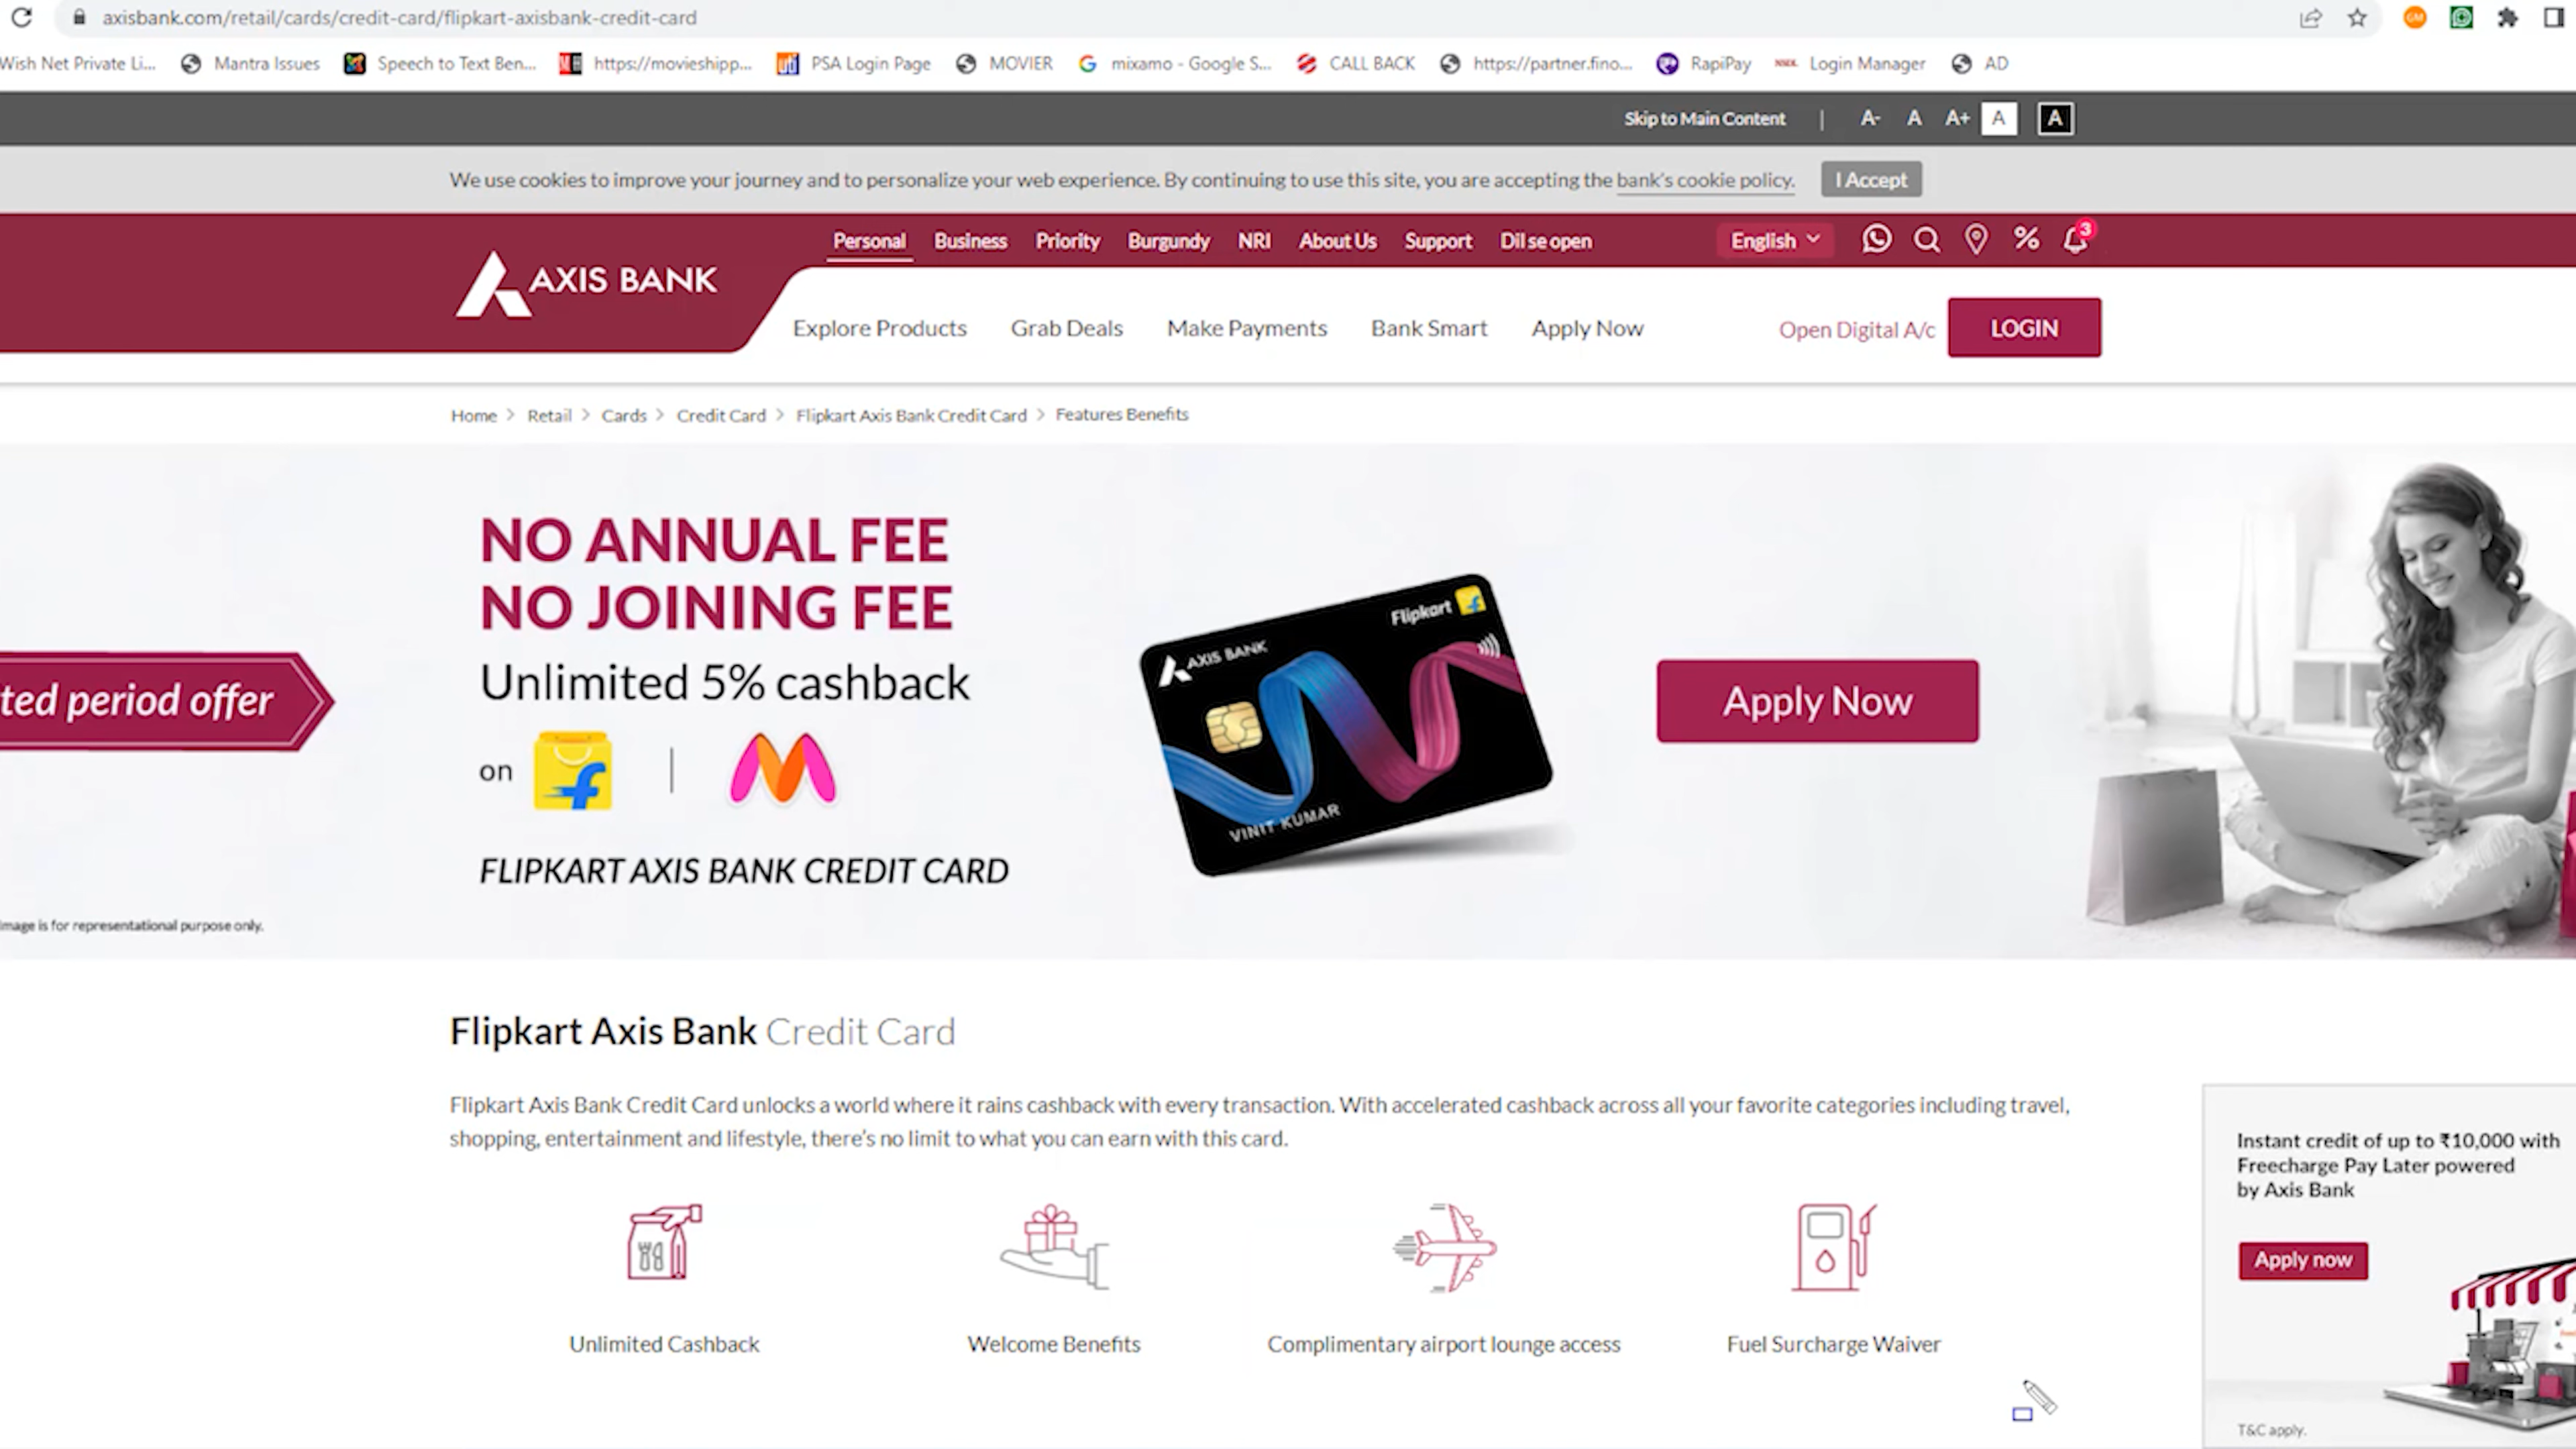 axisbank.com/retail/cards/credit-card/flipkart-axisbank-credit-card
GM
Wish Net Private Li... Mantra Issues Speech to Text Ben... https://movieshipp... PSA Login Page MOVIER mixamo - Google S... CALL BACK https://partner.fino... RapiPay NSDL Login Manager AD
Skip to Main Content | A- A A+ A A
We use cookies to improve your journey and to personalize your web experience. By continuing to use this site, you are accepting the bank's cookie policy. I Accept
Personal Business Priority Burgundy NRI About Us Support Dil se open English 3
AXIS BANK
Explore Products Grab Deals Make Payments Bank Smart Apply Now Open Digital A/c LOGIN
Home > Retail > Cards > Credit Card > Flipkart Axis Bank Credit Card > Features Benefits
NO ANNUAL FEE
NO JOINING FEE
Unlimited 5% cashback
on
FLIPKART AXIS BANK CREDIT CARD
ted period offer
Image is for representational purpose only.
Flipkart
AXIS BANK
VINIT KUMAR
Apply Now
Flipkart Axis Bank Credit Card
Flipkart Axis Bank Credit Card unlocks a world where it rains cashback with every transaction. With accelerated cashback across all your favorite categories including travel,
shopping, entertainment and lifestyle, there's no limit to what you can earn with this card.
Unlimited Cashback Welcome Benefits Complimentary airport lounge access Fuel Surcharge Waiver
Instant credit of up to ₹10,000 with
Freecharge Pay Later powered
by Axis Bank
Apply now
T&C apply.